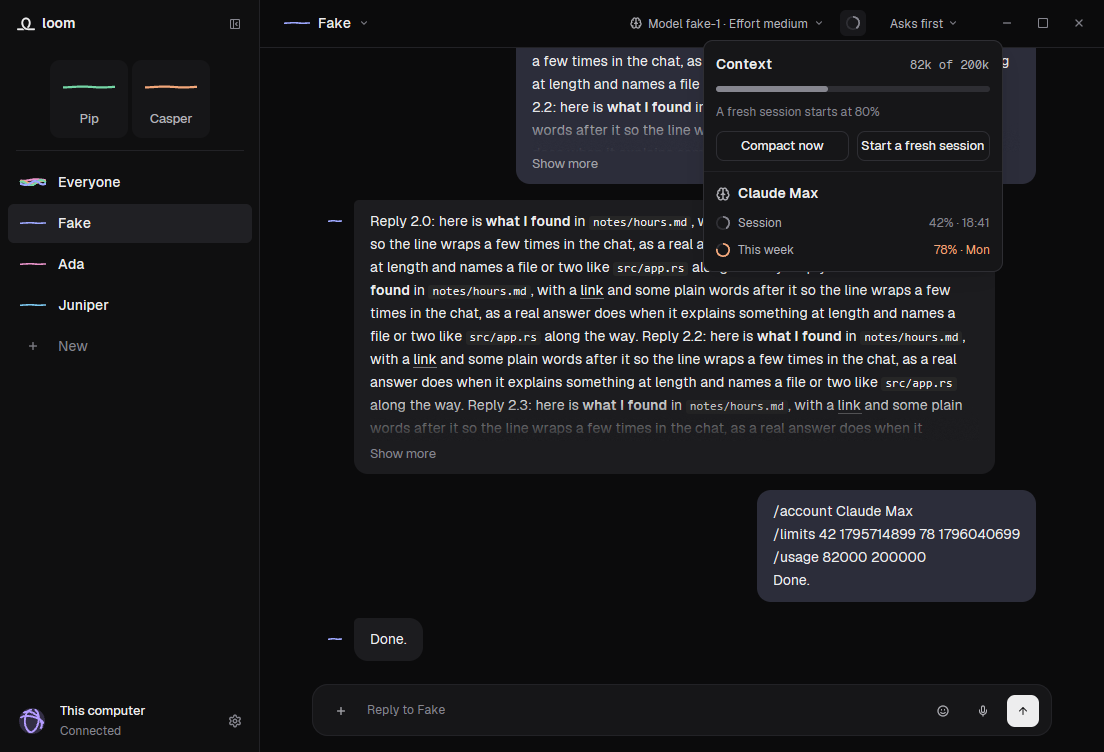 loom
Pip
Casper
Everyone
Fake
Ada
Juniper
+ New
This computer
Connected
Fake
Model fake-1 · Effort medium
Asks first
a few times in the chat, as
g
at length and names a file
2.2: here is what I found in
words after it so the line w
Show more
Context
82k of 200k
A fresh session starts at 80%
Compact now
Start a fresh session
Claude Max
Session
42% · 18:41
This week
78% · Mon
Reply 2.0: here is what I found in notes/hours.md, w
so the line wraps a few times in the chat, as a real a
at length and names a file or two like src/app.rs
found in notes/hours.md, with a link and some plain words after it so the line wraps a few
times in the chat, as a real answer does when it explains something at length and names a
file or two like src/app.rs along the way. Reply 2.2: here is what I found in notes/hours.md,
with a link and some plain words after it so the line wraps a few times in the chat, as a real
answer does when it explains something at length and names a file or two like src/app.rs
along the way. Reply 2.3: here is what I found in notes/hours.md, with a link and some plain
words after it so the line wraps a few times in the chat, as a real answer does when it
Show more
/account Claude Max
/limits 42 1795714899 78 1796040699
/usage 82000 200000
Done.
Done.
+ Reply to Fake